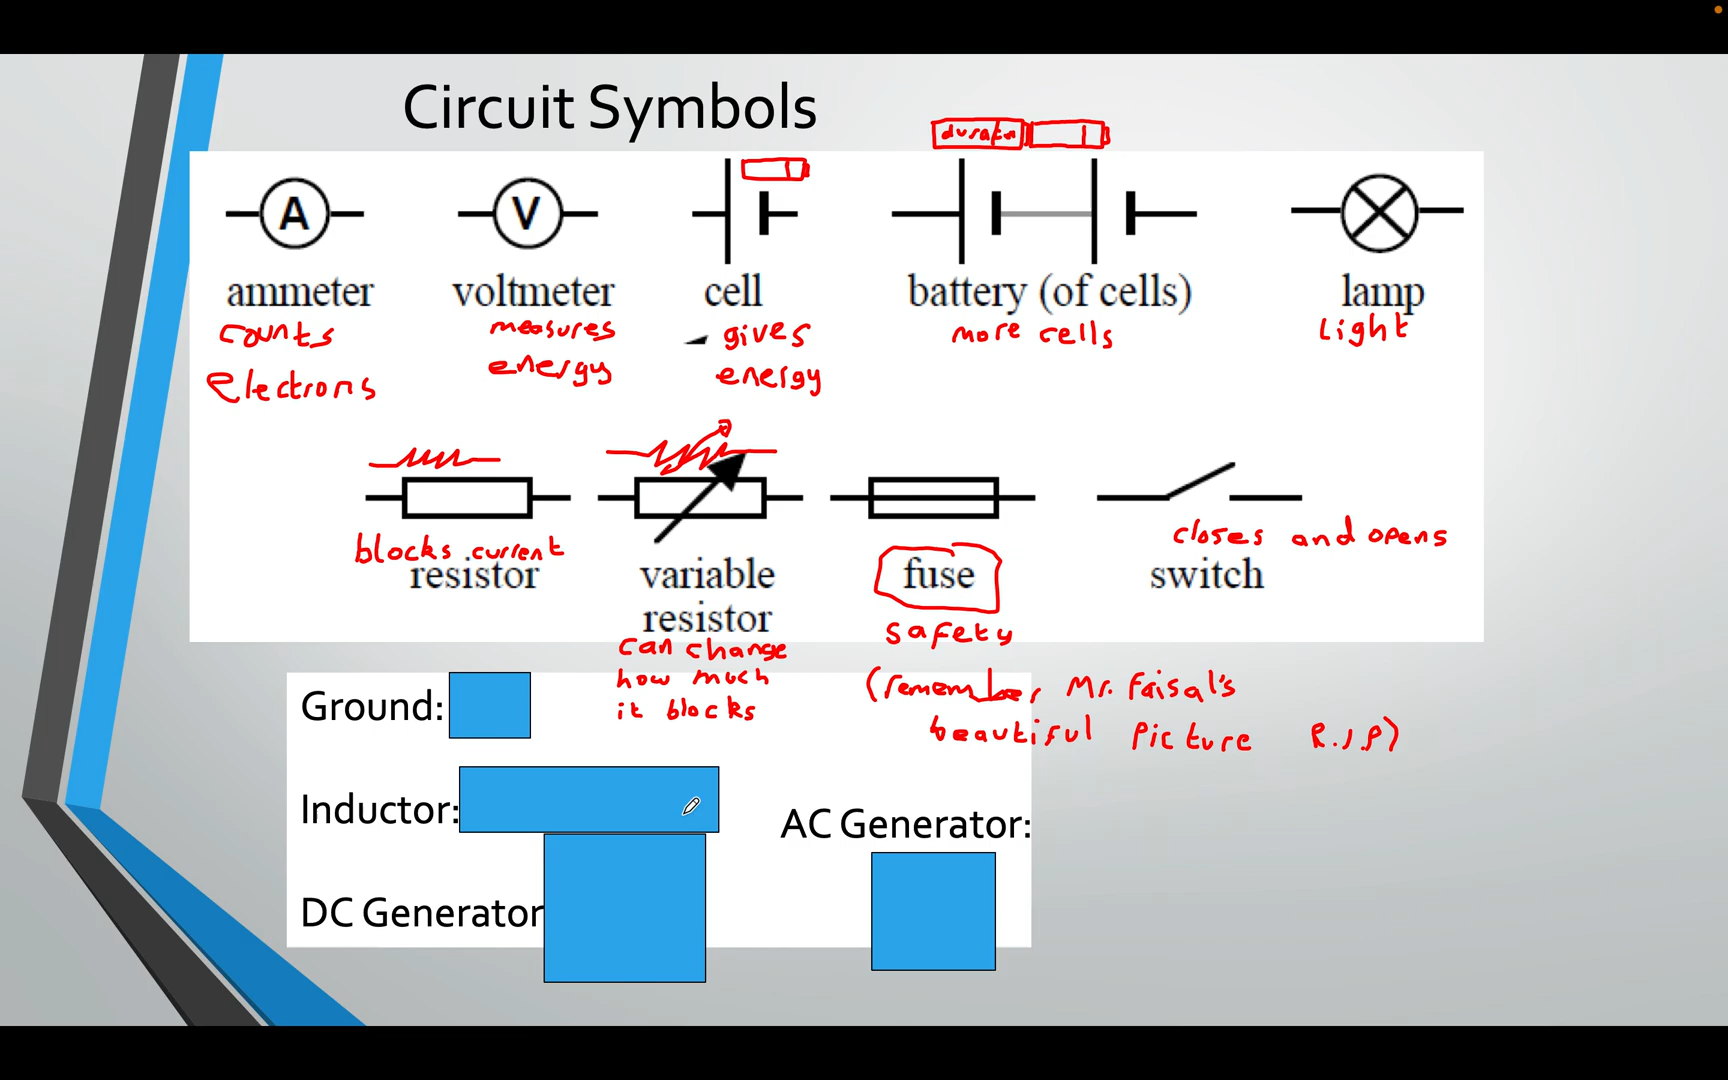 Circuit Symbols
A
V
ammeter
voltmeter
cell
battery (of cells)
lamp
counts
electrons
measures
energy
gives
energy
more cells
Light
blocks current
resistor
variable
resistor
can change
how much
it blocks
fuse
safety
(remember Mr. Faisal's
beautiful Picture R.I.P)
closes and opens
switch
Ground:
Inductor:
DC Generator
AC Generator: